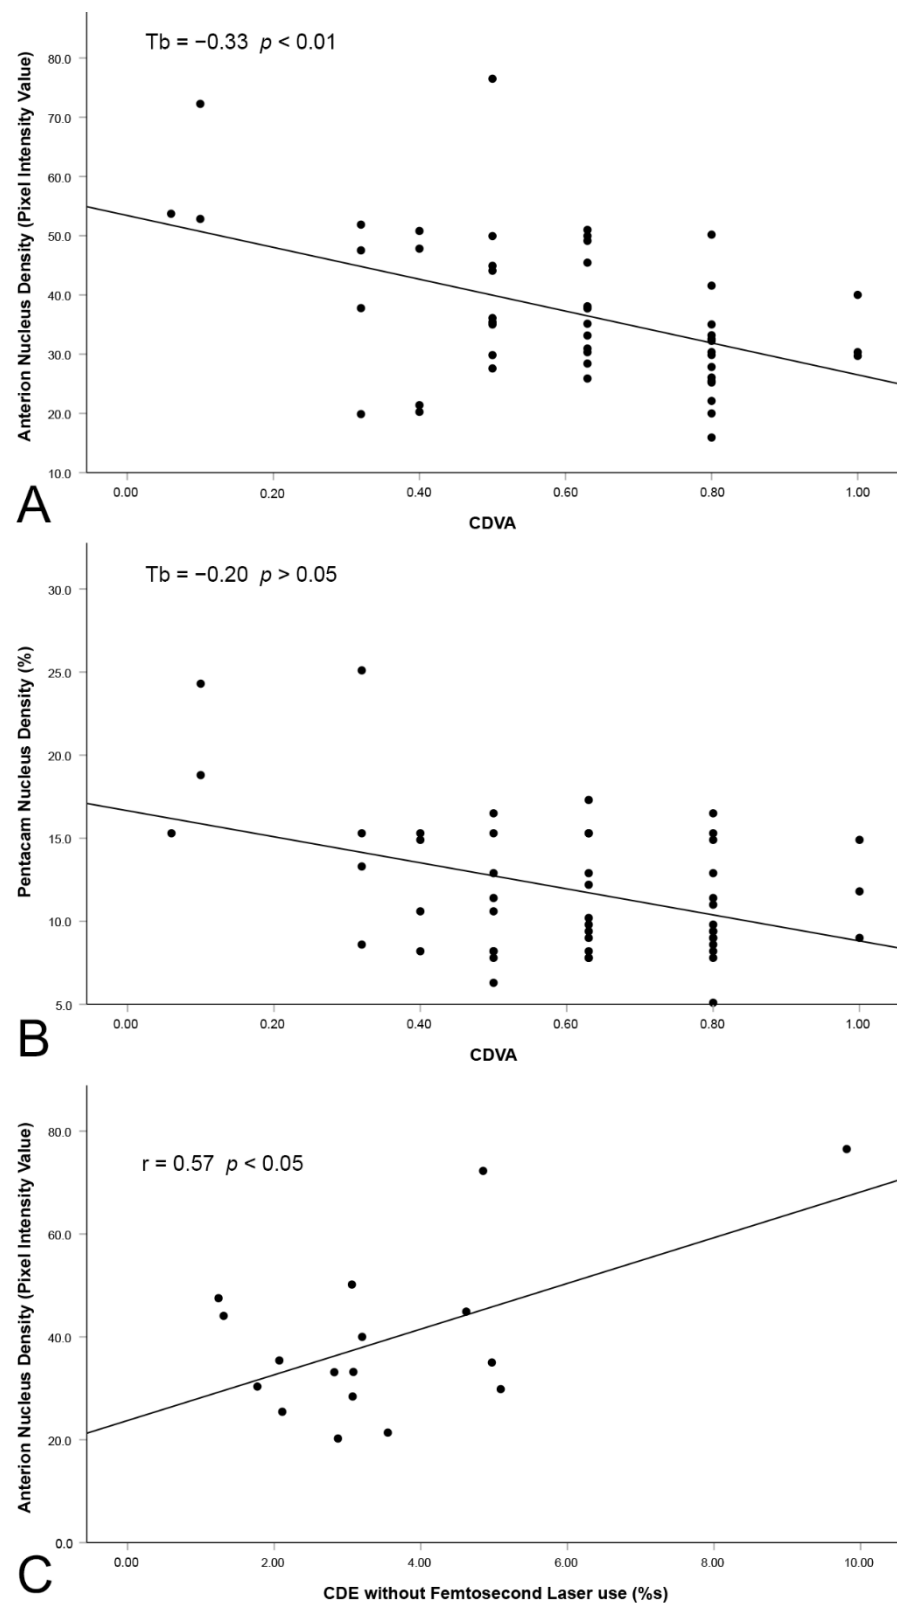 Tb = −0.33 p < 0.01
Anterion Nucleus Density (Pixel Intensity Value)
80.0
70.0
60.0
50.0
40.0
30.0
20.0
10.0
0.00 0.20 0.40 0.60 0.80 1.00
CDVA
A
Tb = −0.20 p > 0.05
Pentacam Nucleus Density (%)
30.0
25.0
20.0
15.0
10.0
5.0
0.00 0.20 0.40 0.60 0.80 1.00
CDVA
B
r = 0.57 p < 0.05
Anterion Nucleus Density (Pixel Intensity Value)
80.0
60.0
40.0
20.0
0.0
0.00 2.00 4.00 6.00 8.00 10.00
CDE without Femtosecond Laser use (%s)
C